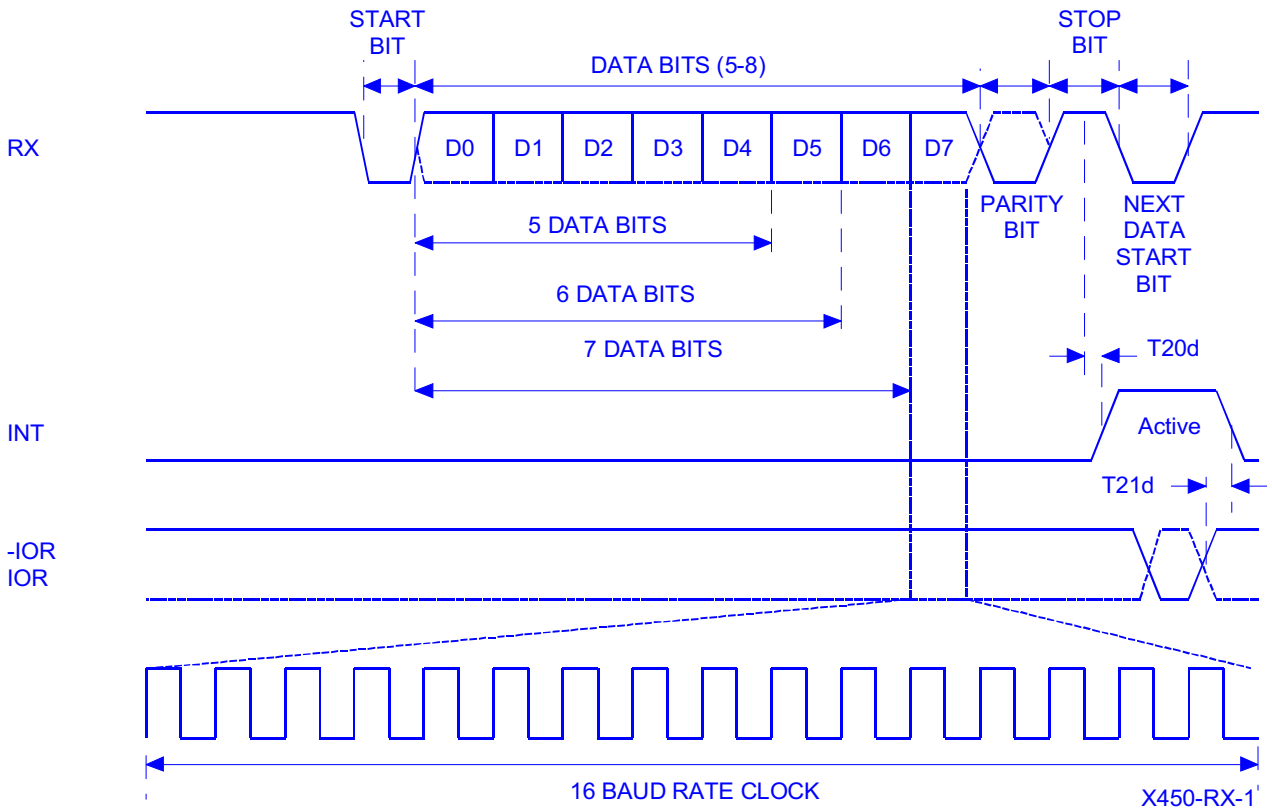 START
BIT
STOP
BIT
DATA BITS (5-8)
RX
D0 D1 D2 D3 D4 D5 D6 D7
PARITY
BIT
NEXT
DATA
START
BIT
5 DATA BITS
6 DATA BITS
7 DATA BITS
T20d
INT
Active
T21d
-IOR
IOR
16 BAUD RATE CLOCK
X450-RX-1